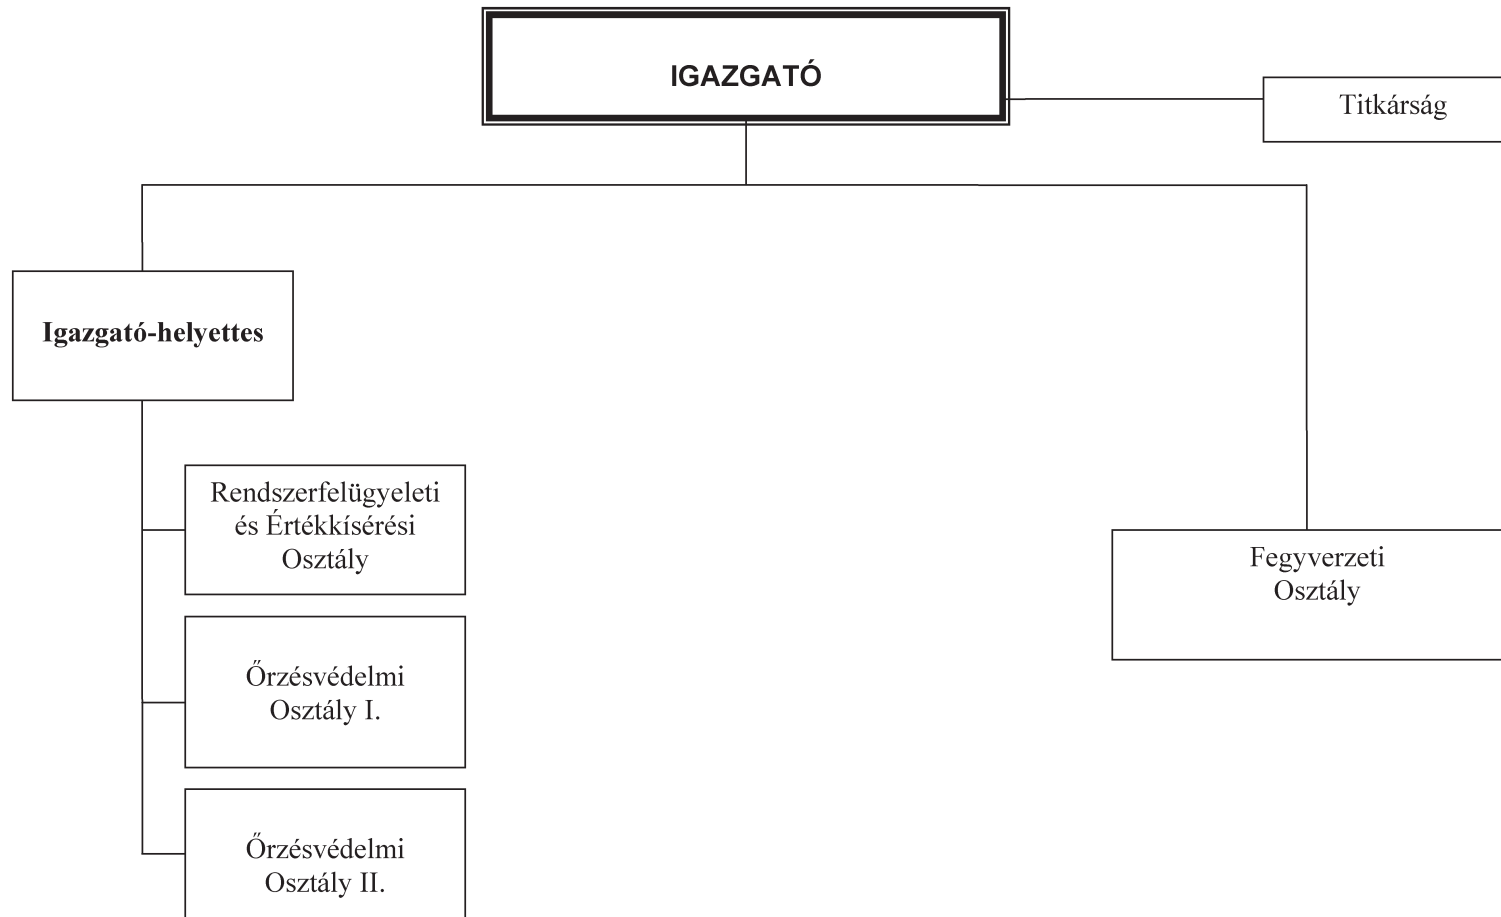 IGAZGATÓ
Titkárság
Igazgató-helyettes
Rendszerfelügyeleti
és Értékkísérési
Osztály
Fegyverzeti
Osztály
Őrzésvédelmi
Osztály I.
Őrzésvédelmi
Osztály II.